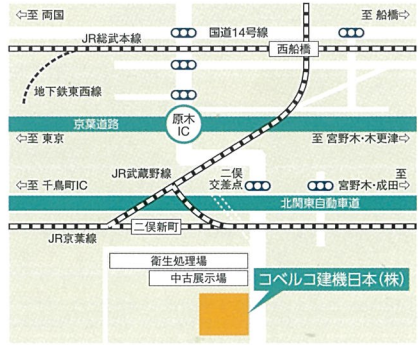 ⇦至 両国
国道14号線
至 船橋⇨
JR総武本線
西船橋
地下鉄東西線
原木
IC
京葉道路
⇦至 東京
至 宮野木・木更津⇨
JR武蔵野線
二俣
交差点
⇦至 千鳥町IC
至 宮野木・成田⇨
北関東自動車道
二俣新町
JR京葉線
衛生処理場
中古展示場
コベルコ建機日本(株)